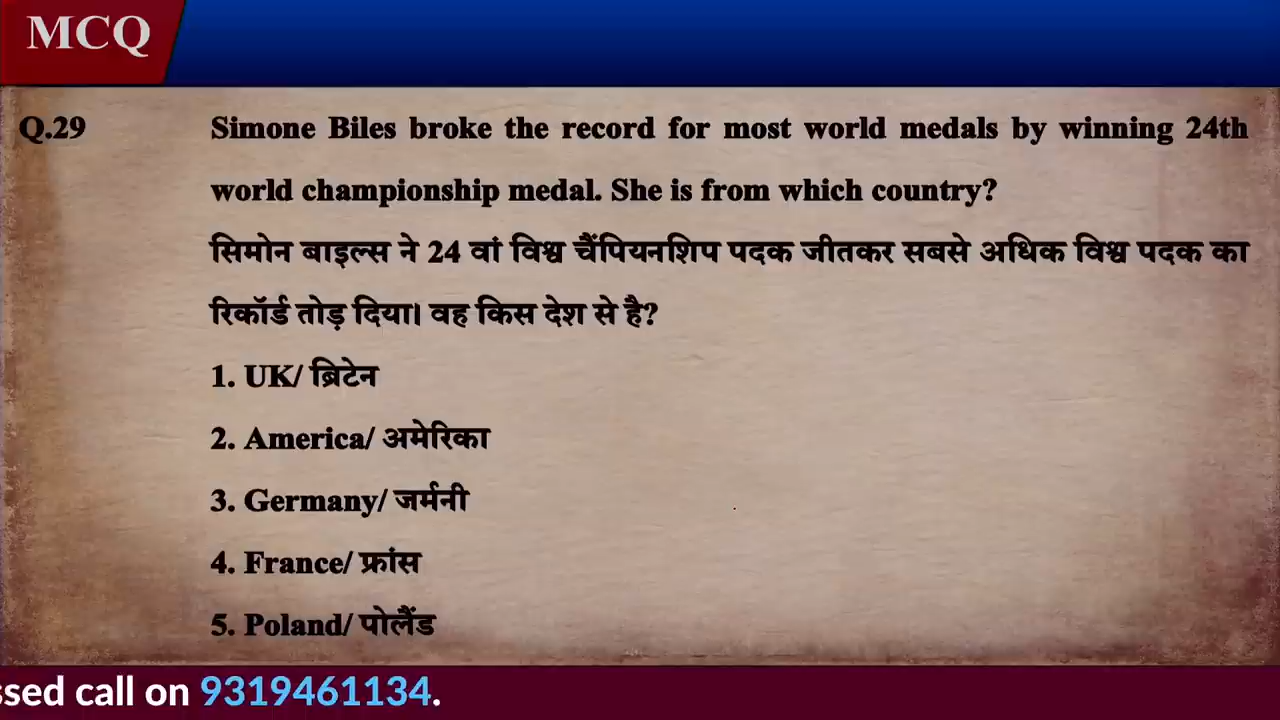 MCQ
Q.29 Simone Biles broke the record for most world medals by winning 24th
world championship medal. She is from which country?
सिमोन बाइल्स ने 24 वां विश्व चैंपियनशिप पदक जीतकर सबसे अधिक विश्व पदक का
रिकॉर्ड तोड़ दिया। वह किस देश से है?
1. UK/ ब्रिटेन
2. America/ अमेरिका
3. Germany/ जर्मनी
4. France/ फ्रांस
5. Poland/ पोलैंड
ssed call on 9319461134.